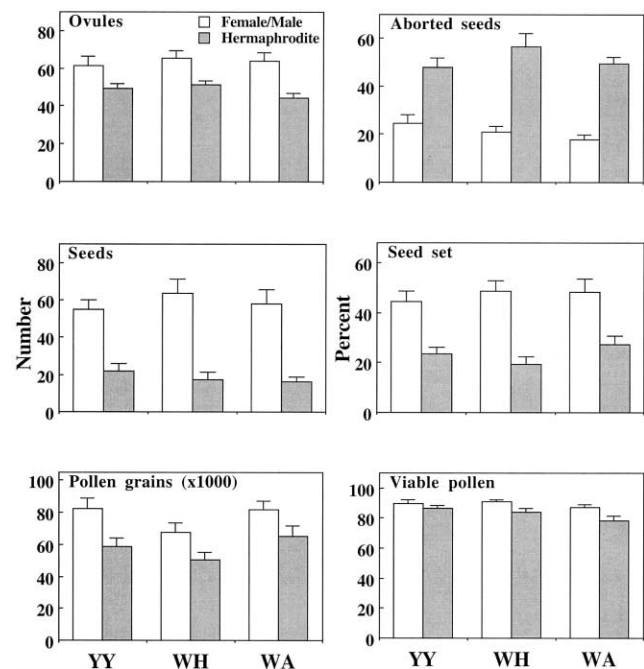 Ovules
Female/Male
Hermaphrodite
80
60
40
20
0
Aborted seeds
60
40
20
0
Seeds
80
60
40
20
0
Number
Seed set
60
40
20
0
Percent
Pollen grains (x1000)
100
80
60
40
20
0
YY WH WA
Viable pollen
100
80
60
40
20
0
YY WH WA